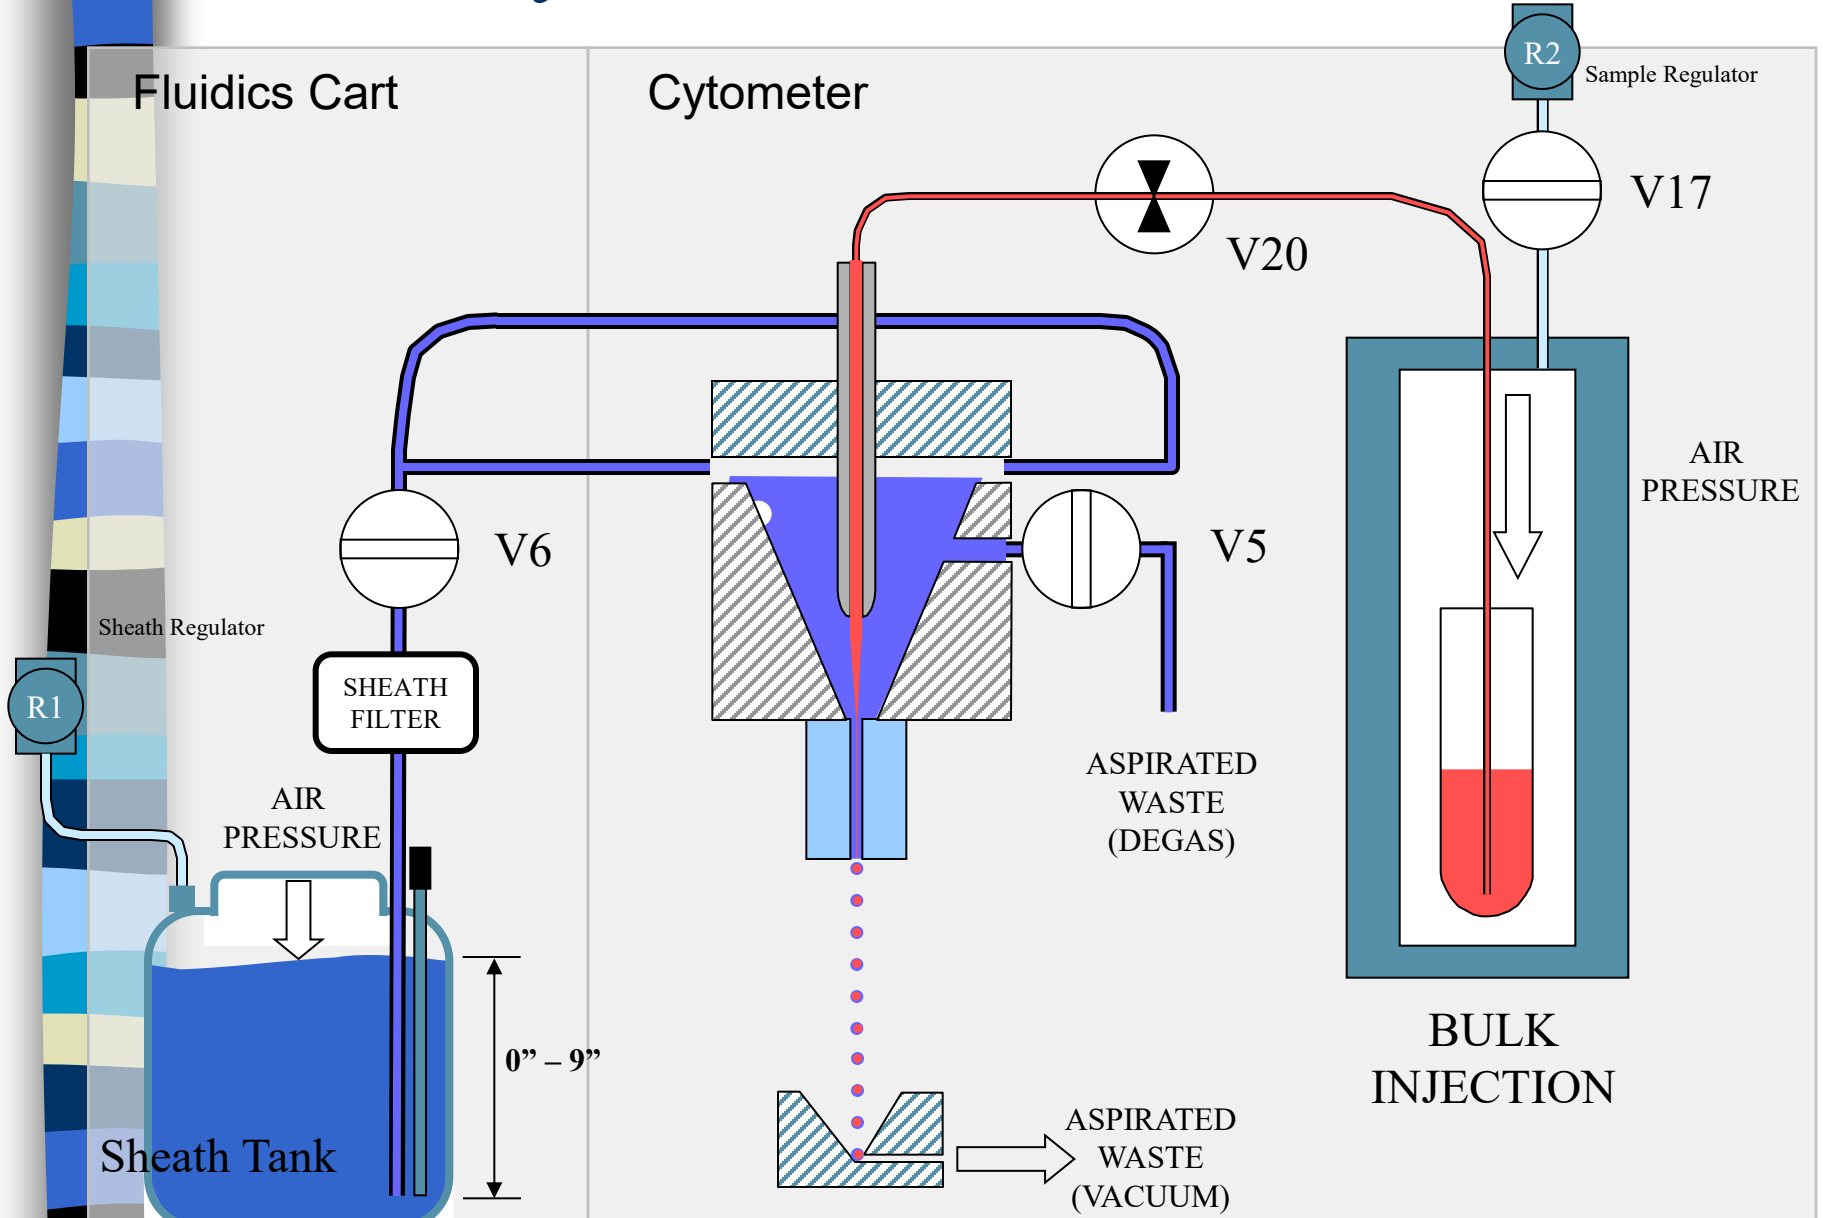 Fluidics Cart
Cytometer
R2
Sample Regulator
V17
V20
AIR
PRESSURE
V6
V5
Sheath Regulator
R1
SHEATH
FILTER
AIR
PRESSURE
ASPIRATED
WASTE
(DEGAS)
0” – 9”
BULK
INJECTION
Sheath Tank
ASPIRATED
WASTE
(VACUUM)